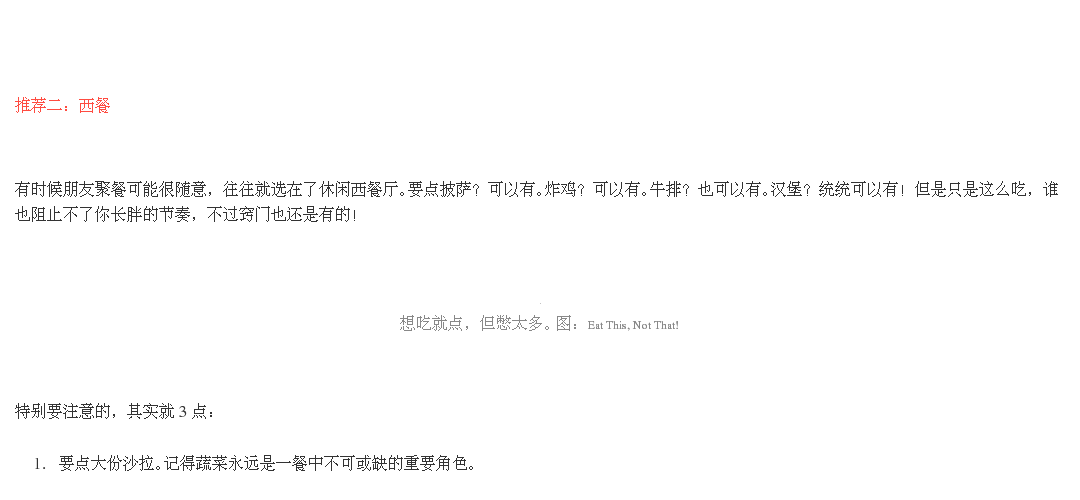 推荐二：西餐
有时候朋友聚餐可能很随意，往往就选在了休闲西餐厅。要点披萨？可以有。炸鸡？可以有。牛排？也可以有。汉堡？统统可以有！但是只是这么吃，谁
也阻止不了你长胖的节奏，不过窍门也还是有的！
想吃就点，但憋太多。图：Eat This, Not That!
特别要注意的，其实就 3 点：
1. 要点大份沙拉。记得蔬菜永远是一餐中不可或缺的重要角色。